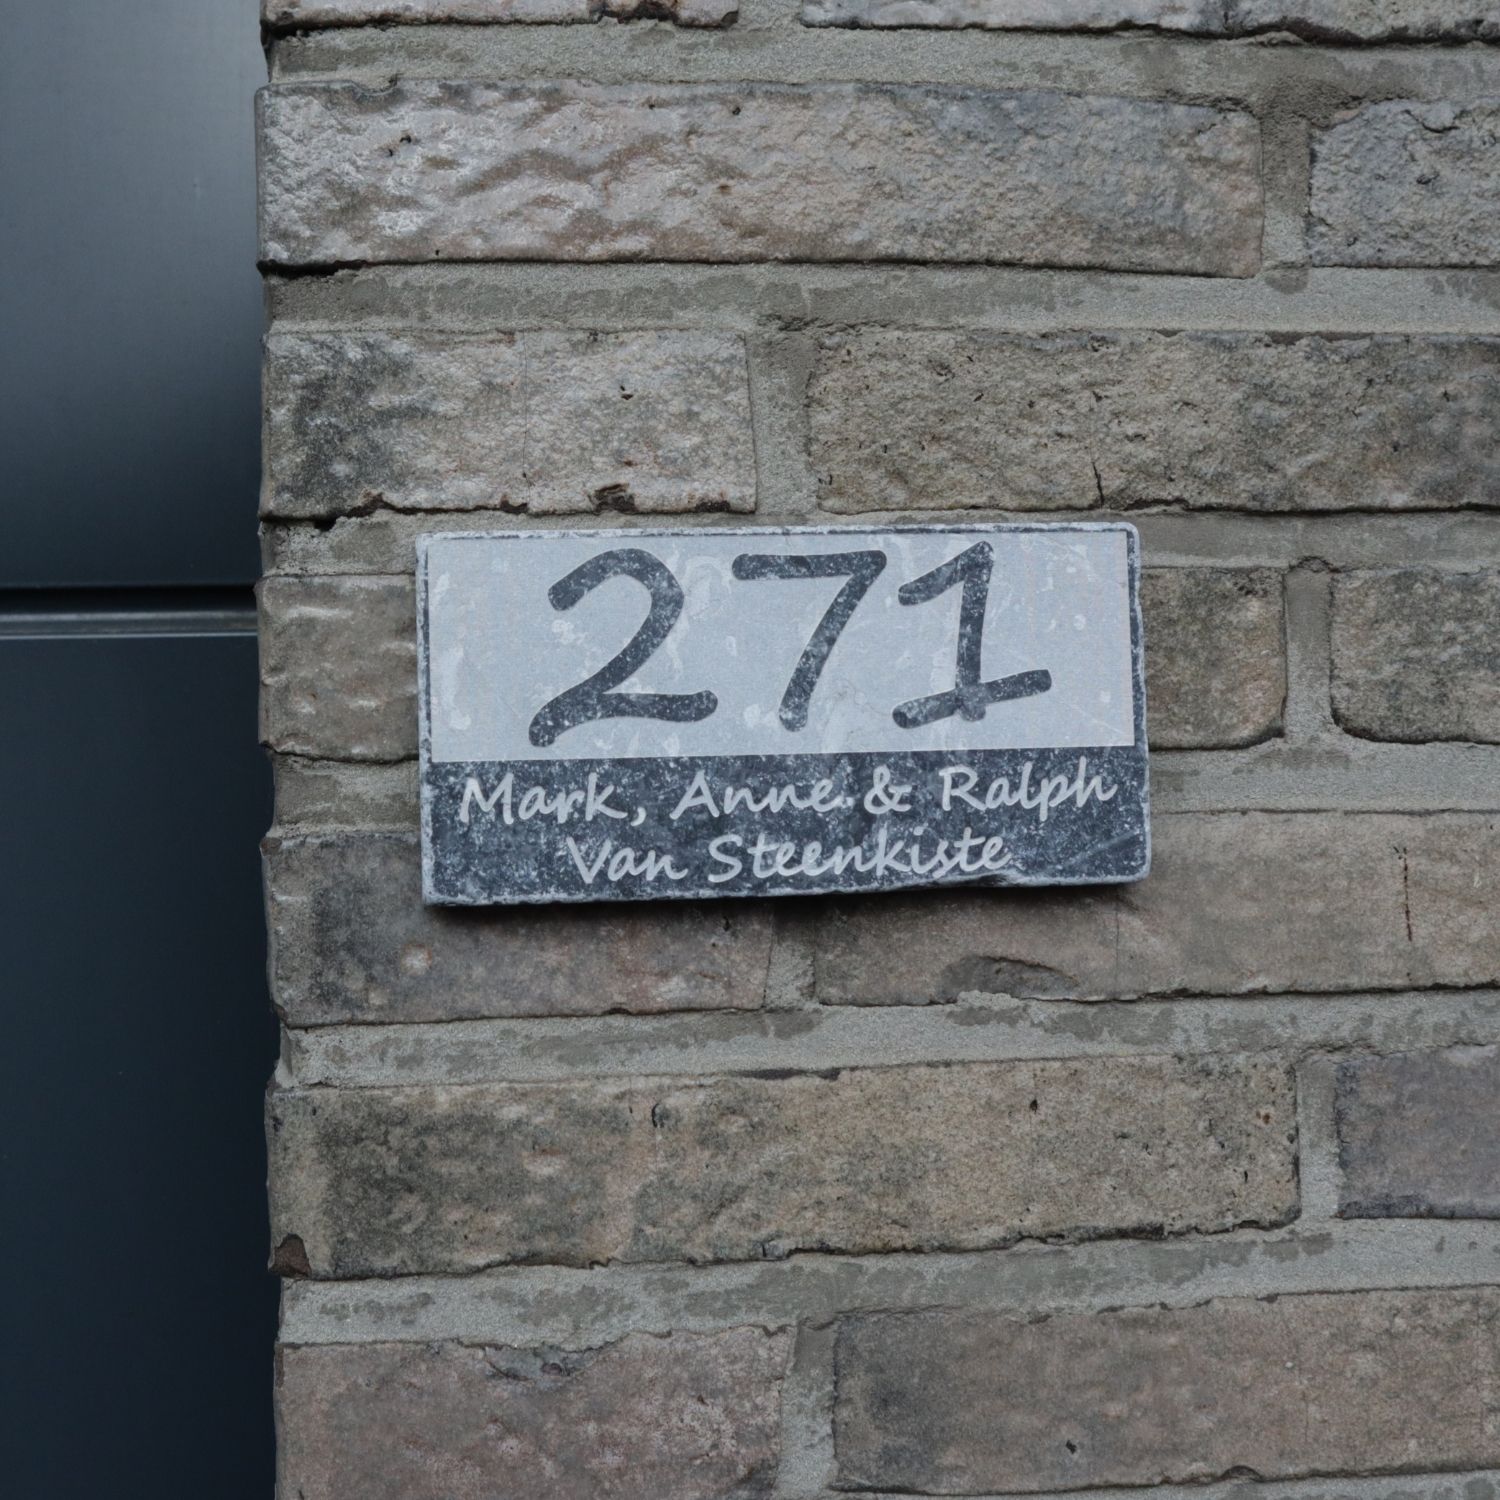 271
Mark, Anne & Ralph
Van Steenkiste